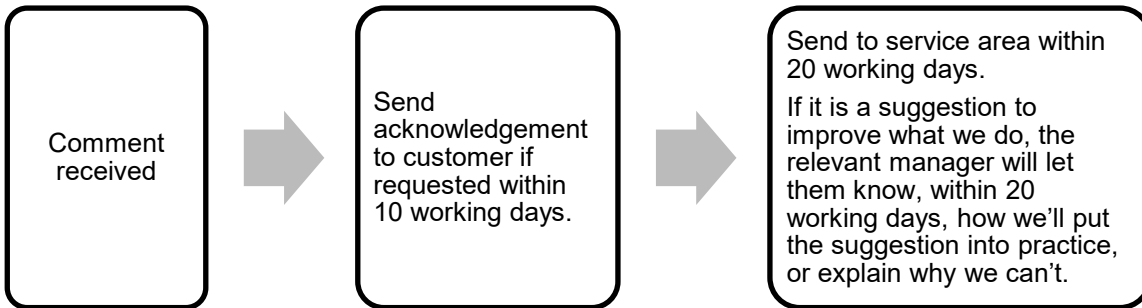 Comment
received
Send
acknowledgement
to customer if
requested within
10 working days.
Send to service area within
20 working days.
If it is a suggestion to
improve what we do, the
relevant manager will let
them know, within 20
working days, how we’ll put
the suggestion into practice,
or explain why we can’t.